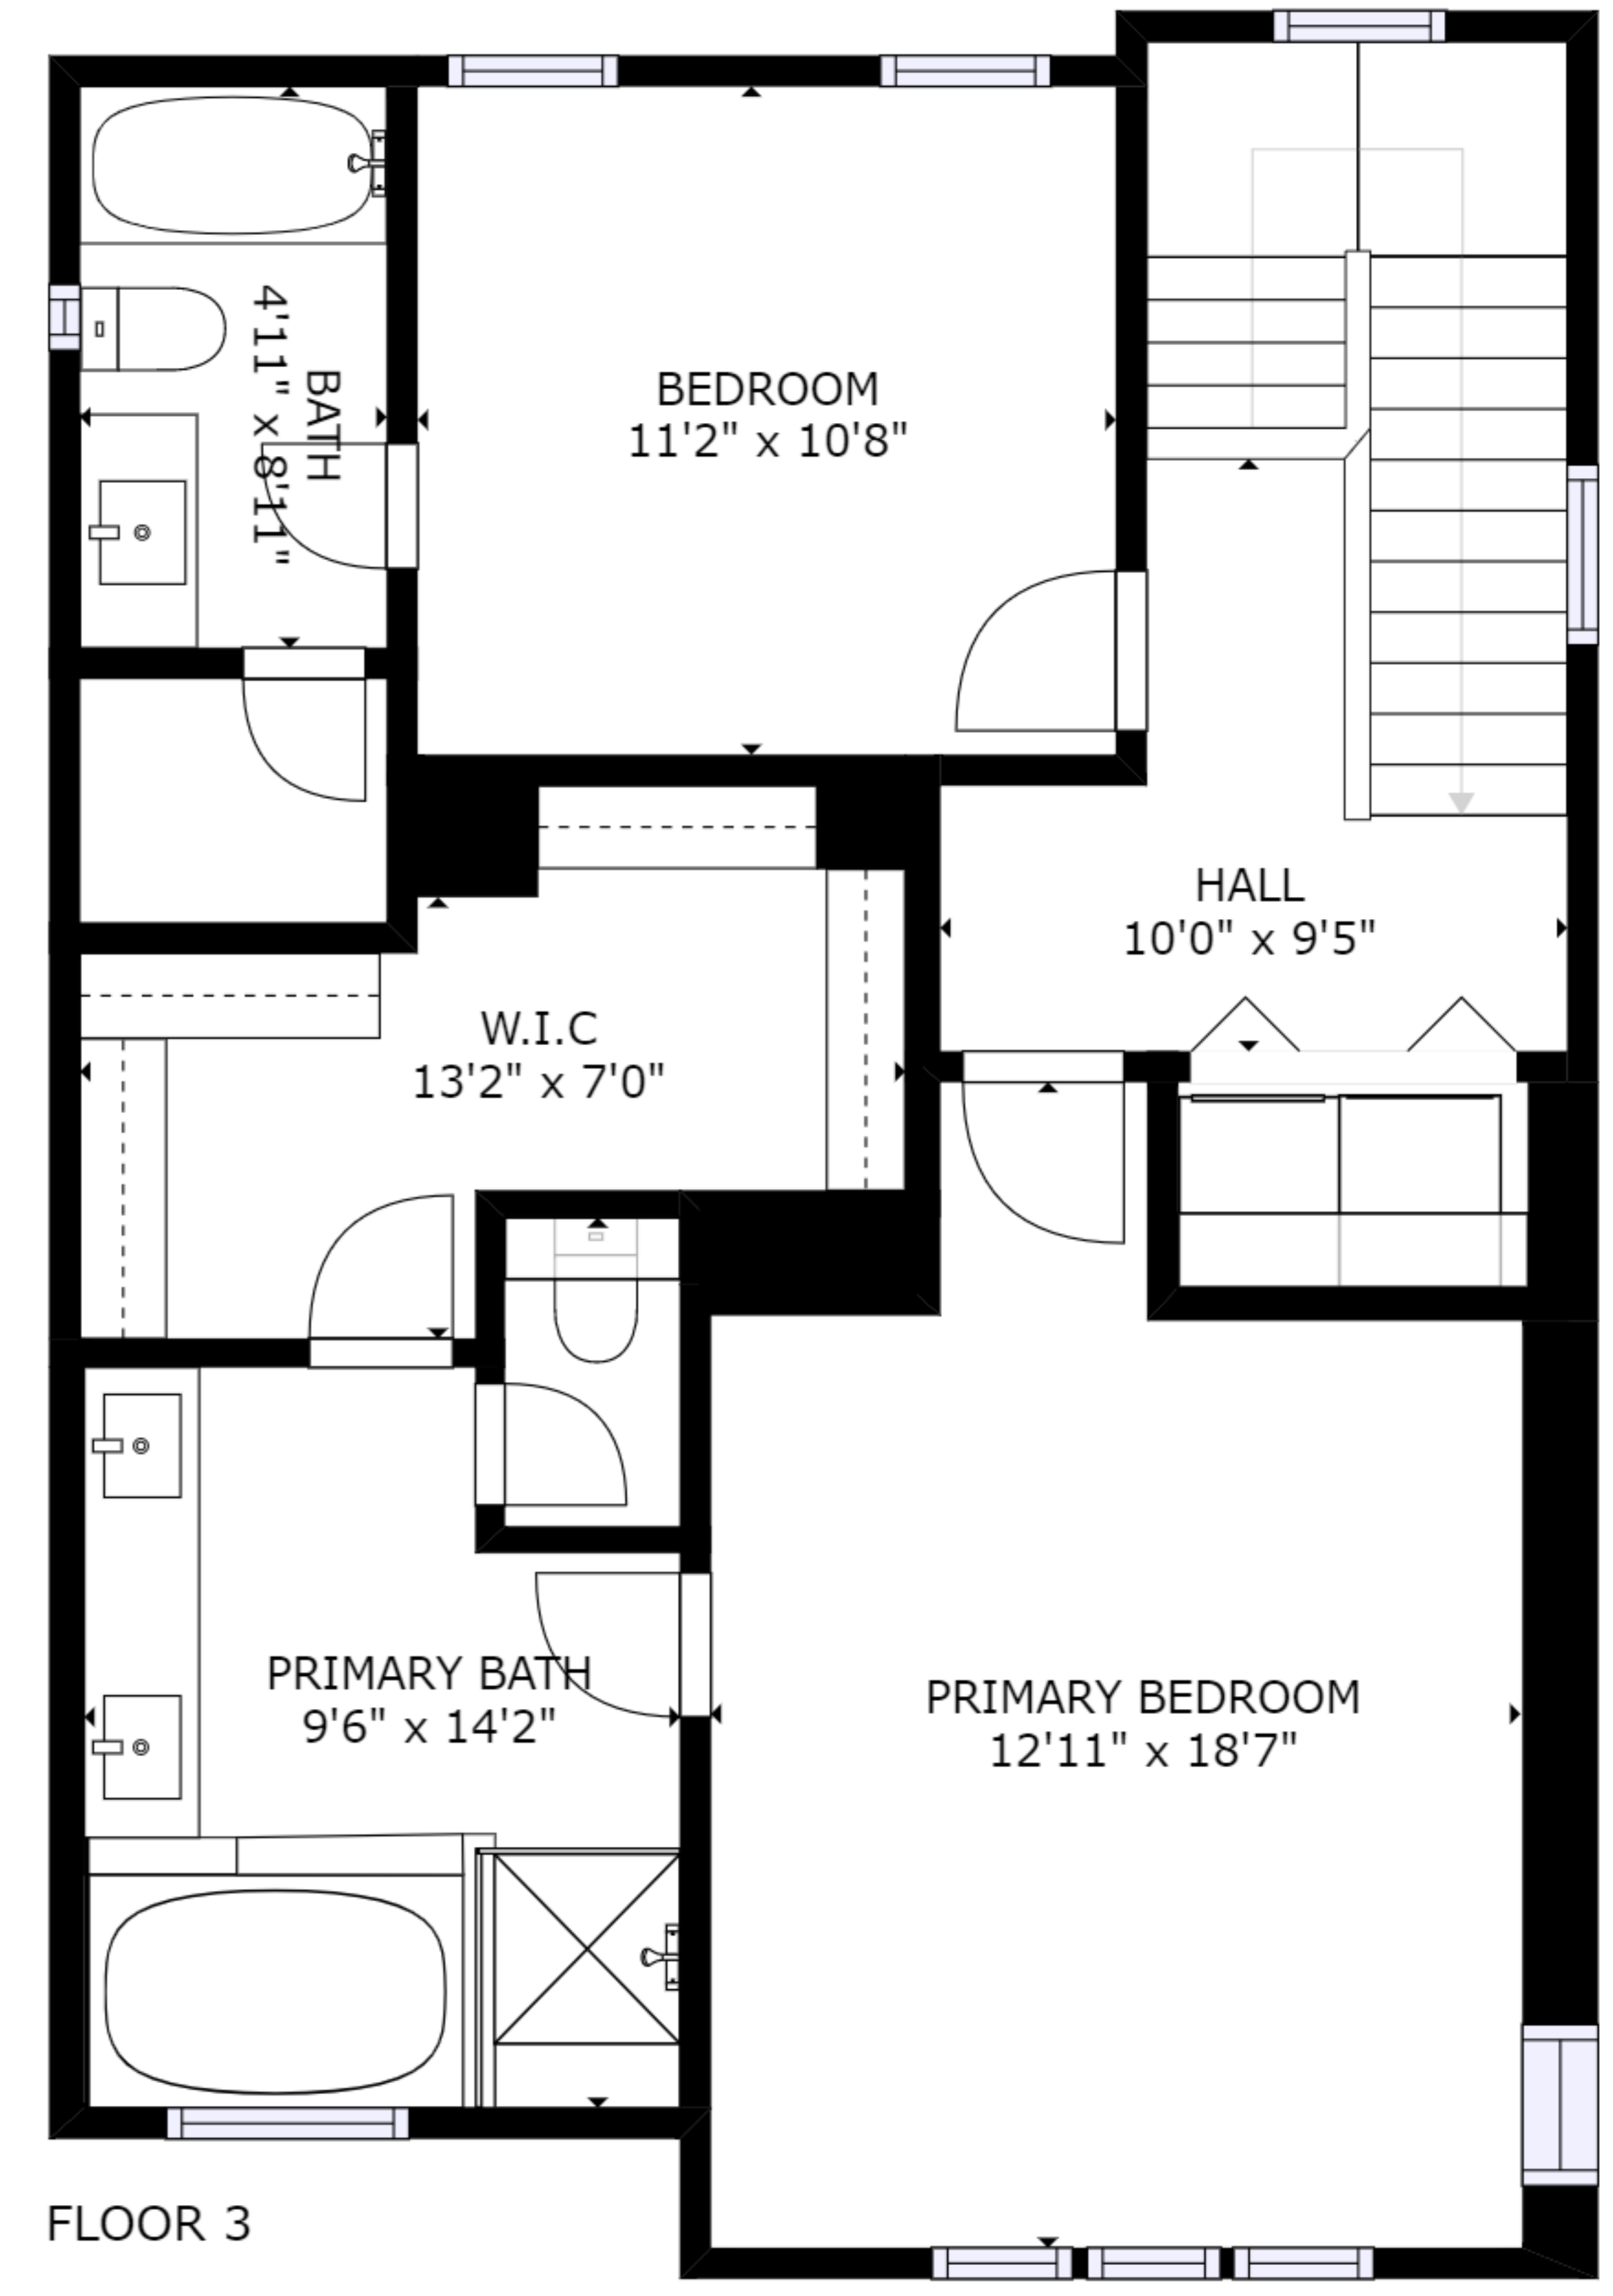 BEDROOM
11'2" x 10'8"
BATH
4'11" x 8'11"
HALL
10'0" x 9'5"
W.I.C
13'2" x 7'0"
PRIMARY BATH
9'6" x 14'2"
PRIMARY BEDROOM
12'11" x 18'7"
FLOOR 3